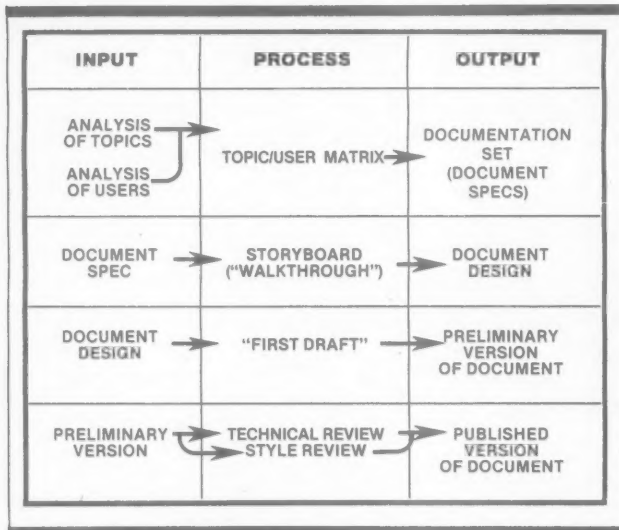 INPUT
PROCESS
OUTPUT
ANALYSIS
OF TOPICS
ANALYSIS
OF USERS
TOPIC/USER MATRIX
DOCUMENTATION
SET
(DOCUMENT
SPECS)
DOCUMENT
SPEC
STORYBOARD
("WALKTHROUGH")
DOCUMENT
DESIGN
DOCUMENT
DESIGN
"FIRST DRAFT"
PRELIMINARY
VERSION
OF DOCUMENT
PRELIMINARY
VERSION
TECHNICAL REVIEW
STYLE REVIEW
PUBLISHED
VERSION
OF DOCUMENT